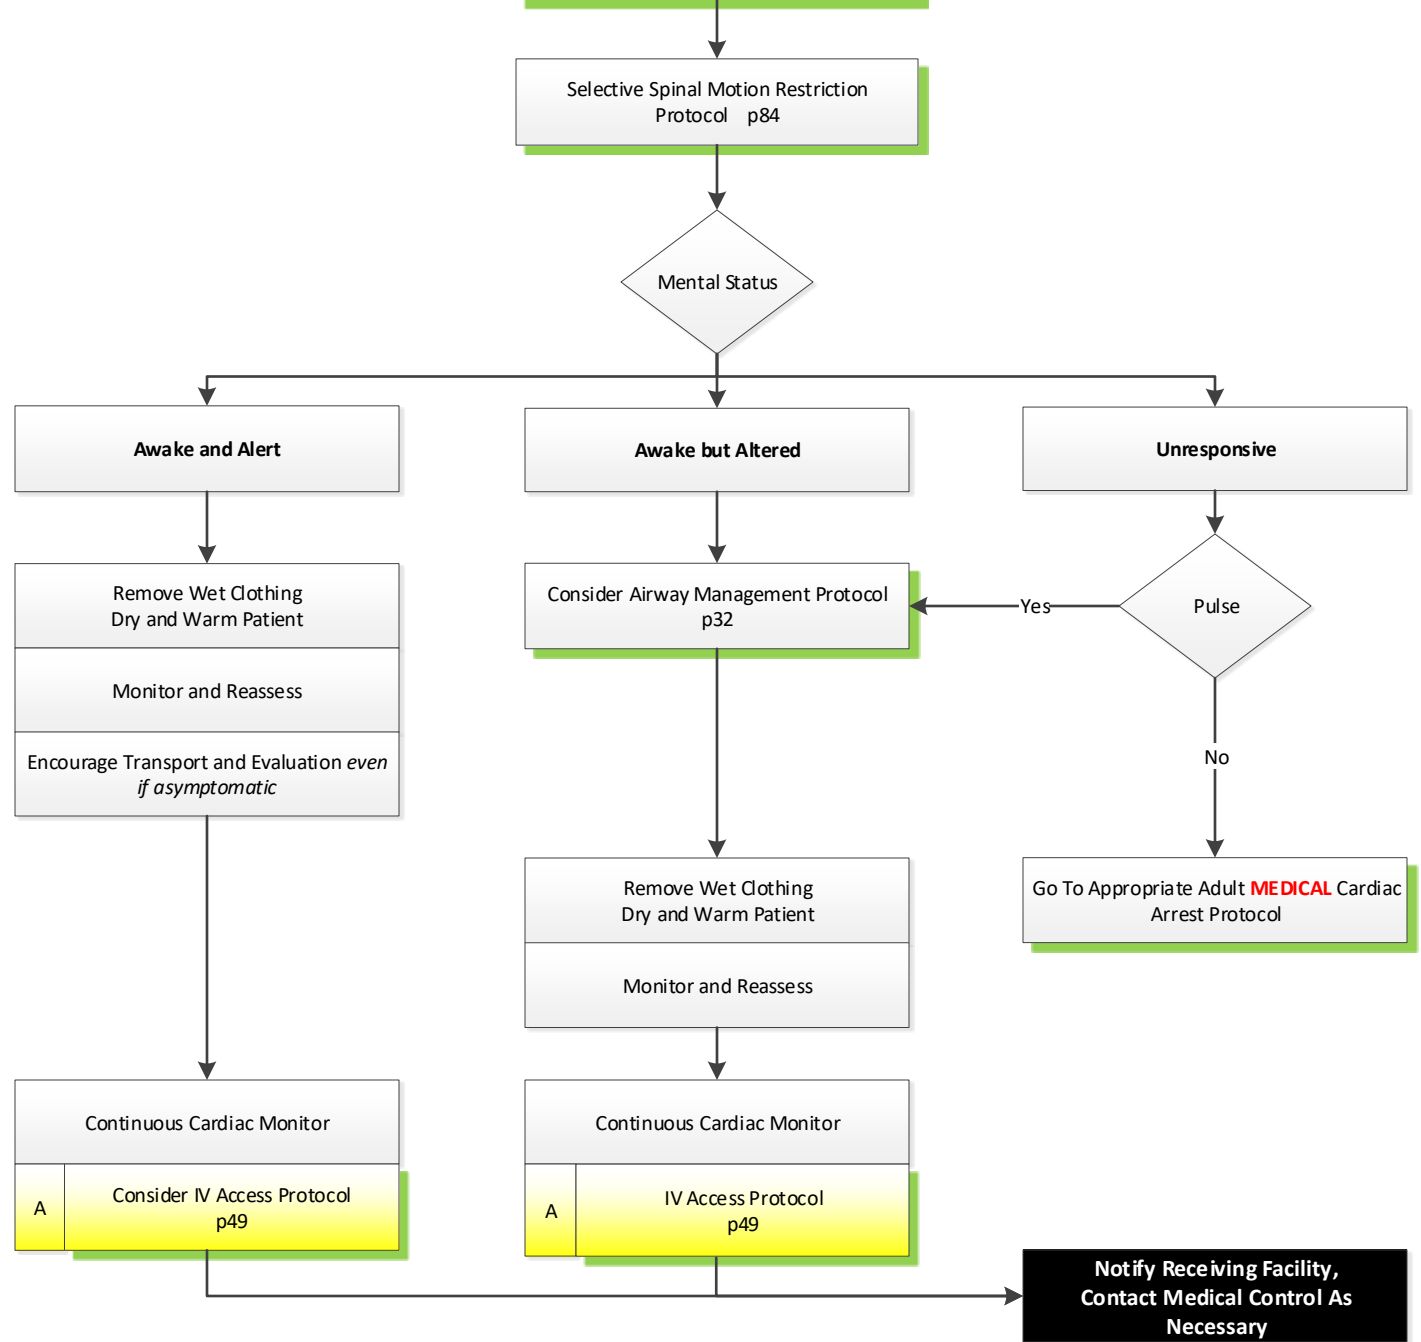 Selective Spinal Motion Restriction
Protocol p84
Mental Status
Awake and Alert
Awake but Altered
Unresponsive
Remove Wet Clothing
Dry and Warm Patient
Monitor and Reassess
Encourage Transport and Evaluation even
if asymptomatic
Consider Airway Management Protocol
p32
Yes
Pulse
No
Remove Wet Clothing
Dry and Warm Patient
Monitor and Reassess
Go To Appropriate Adult MEDICAL Cardiac
Arrest Protocol
Continuous Cardiac Monitor
A
Consider IV Access Protocol
p49
Continuous Cardiac Monitor
A
IV Access Protocol
p49
Notify Receiving Facility,
Contact Medical Control As
Necessary